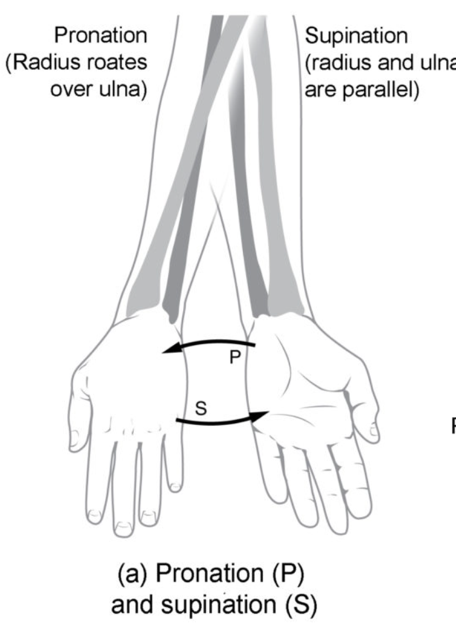 Pronation
(Radius roates
over ulna)
Supination
(radius and ulna
are parallel)
P
S
(a) Pronation (P)
and supination (S)